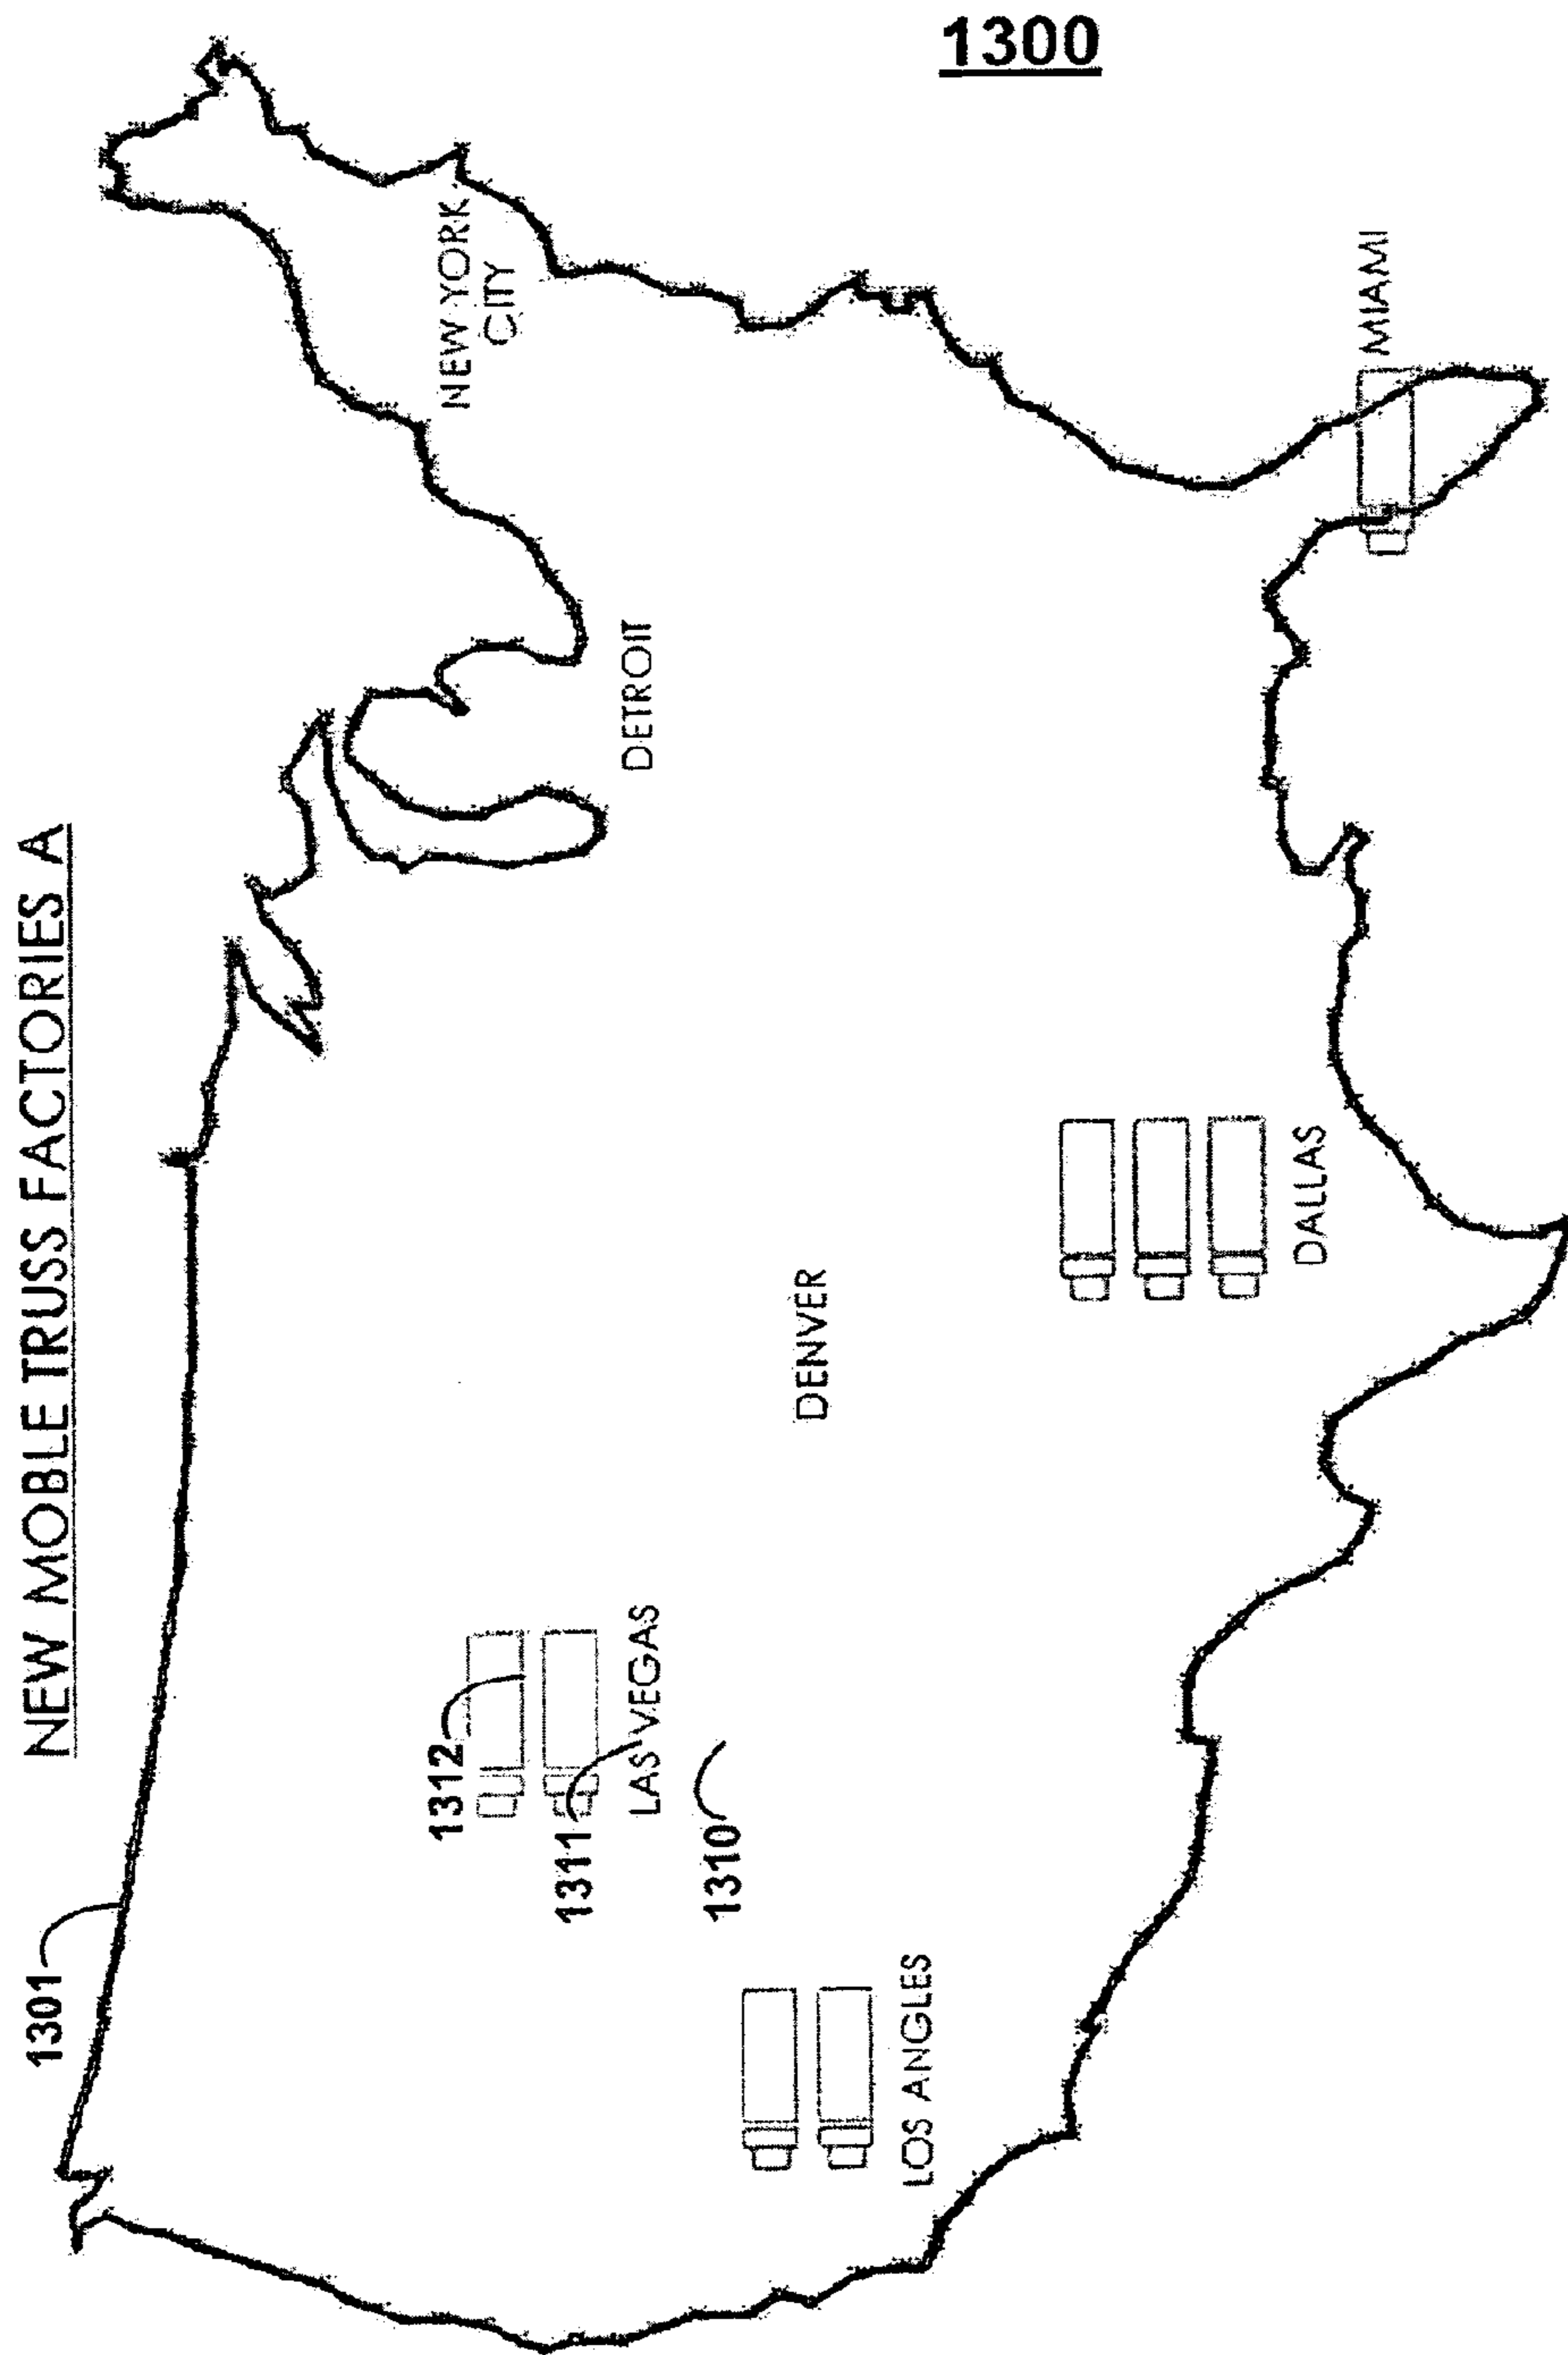 NEW MOBLE TRUSS FACTORIES A
1301
1312
1311
LAS VEGAS
1310
LOS ANGLES
DENVER
DALLAS
DETROIT
NEW YORK
CITY
MIAMI
1300